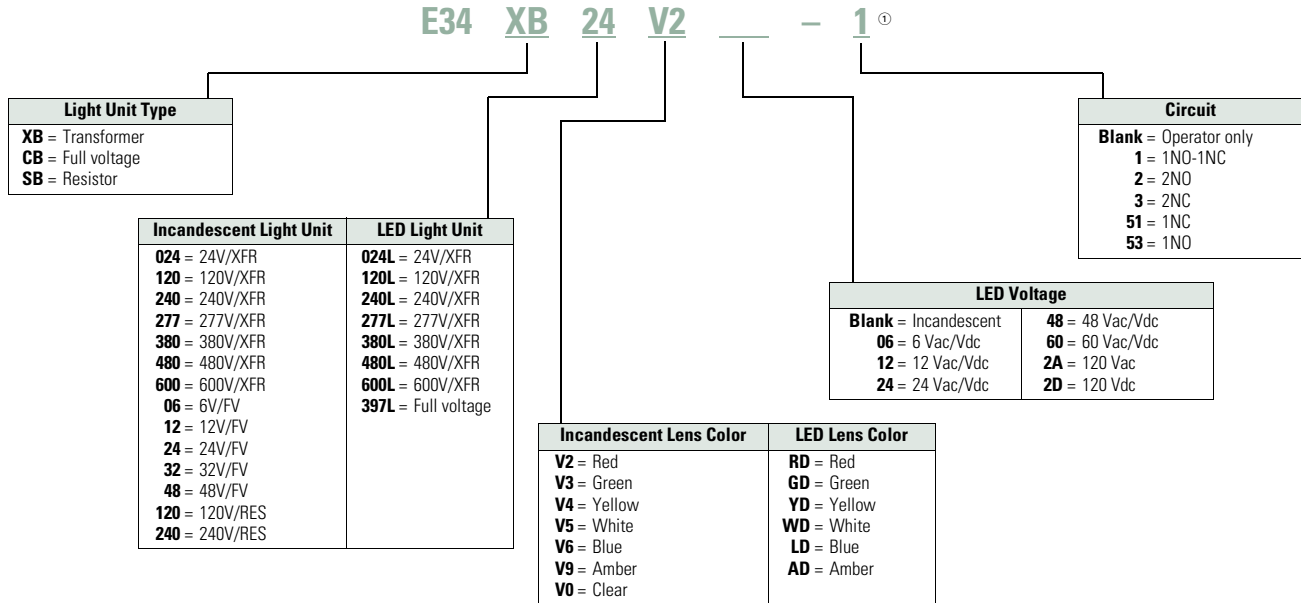 E34 XB 24 V2 ___ – 1 ①
Light Unit Type
XB = Transformer
CB = Full voltage
SB = Resistor
Incandescent Light Unit
024 = 24V/XFR
120 = 120V/XFR
240 = 240V/XFR
277 = 277V/XFR
380 = 380V/XFR
480 = 480V/XFR
600 = 600V/XFR
06 = 6V/FV
12 = 12V/FV
24 = 24V/FV
32 = 32V/FV
48 = 48V/FV
120 = 120V/RES
240 = 240V/RES
LED Light Unit
024L = 24V/XFR
120L = 120V/XFR
240L = 240V/XFR
277L = 277V/XFR
380L = 380V/XFR
480L = 480V/XFR
600L = 600V/XFR
397L = Full voltage
Incandescent Lens Color
V2 = Red
V3 = Green
V4 = Yellow
V5 = White
V6 = Blue
V9 = Amber
V0 = Clear
LED Lens Color
RD = Red
GD = Green
YD = Yellow
WD = White
LD = Blue
AD = Amber
LED Voltage
Blank = Incandescent
06 = 6 Vac/Vdc
12 = 12 Vac/Vdc
24 = 24 Vac/Vdc
48 = 48 Vac/Vdc
60 = 60 Vac/Vdc
2A = 120 Vac
2D = 120 Vdc
Circuit
Blank = Operator only
1 = 1NO-1NC
2 = 2NO
3 = 2NC
51 = 1NC
53 = 1NO